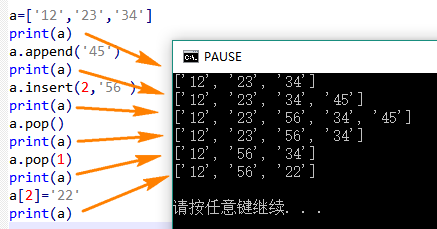 a=['12','23','34']
print(a)
a.append('45')
print(a)
a.insert(2,'56')
print(a)
a.pop()
print(a)
a.pop(1)
print(a)
a[2]='22'
print(a)
C:\. PAUSE
['12', '23', '34']
['12', '23', '34', '45']
['12', '23', '56', '34', '45']
['12', '23', '56', '34']
['12', '56', '34']
['12', '56', '22']
请按任意键继续. . .